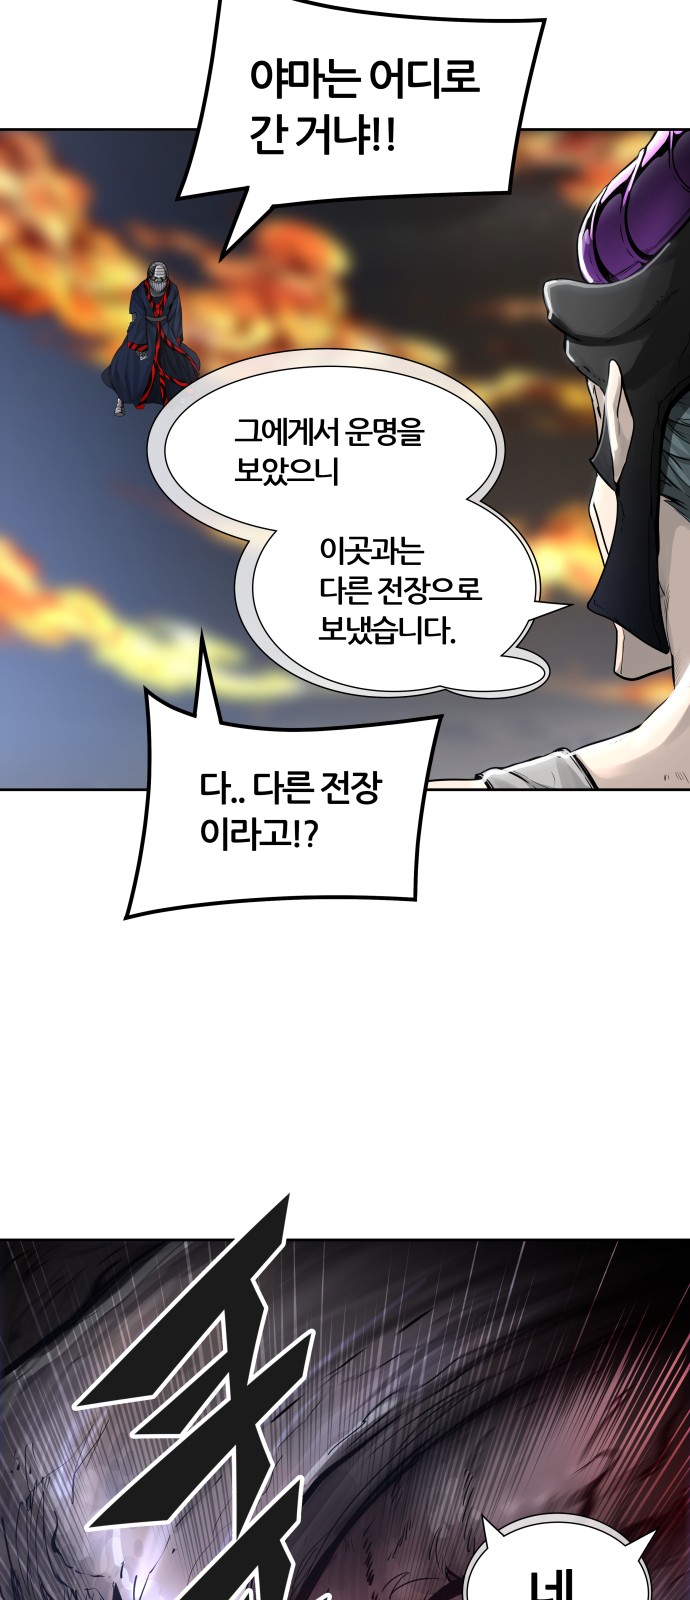 야마는 어디로
간 거냐!!
그에게서 운명을
보았으니
이곳과는
다른 전장으로
보냈습니다.
다.. 다른 전장
이라고!?
네